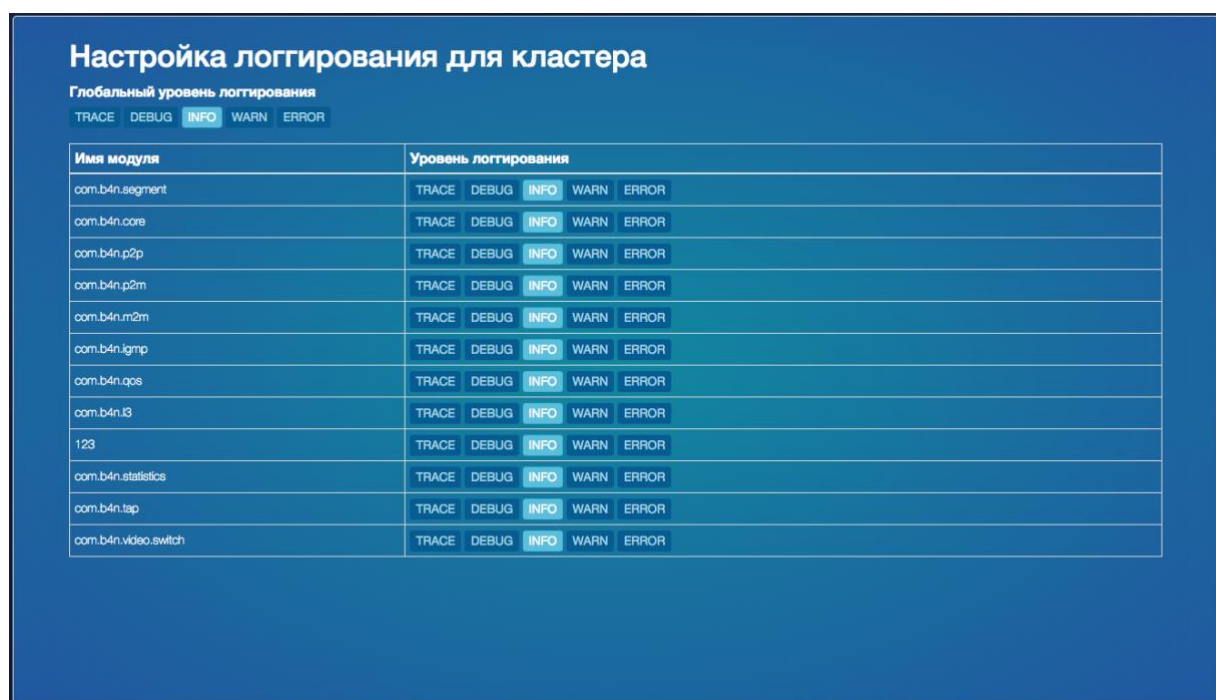 Настройка логгирования для кластера
Глобальный уровень логгирования
TRACE DEBUG INFO WARN ERROR
Имя модуля Уровень логгирования
com.b4n.segment TRACE DEBUG INFO WARN ERROR
com.b4n.core TRACE DEBUG INFO WARN ERROR
com.b4n.p2p TRACE DEBUG INFO WARN ERROR
com.b4n.p2m TRACE DEBUG INFO WARN ERROR
com.b4n.m2m TRACE DEBUG INFO WARN ERROR
com.b4n.igmp TRACE DEBUG INFO WARN ERROR
com.b4n.qos TRACE DEBUG INFO WARN ERROR
com.b4n.l3 TRACE DEBUG INFO WARN ERROR
123 TRACE DEBUG INFO WARN ERROR
com.b4n.statistics TRACE DEBUG INFO WARN ERROR
com.b4n.tap TRACE DEBUG INFO WARN ERROR
com.b4n.video.switch TRACE DEBUG INFO WARN ERROR